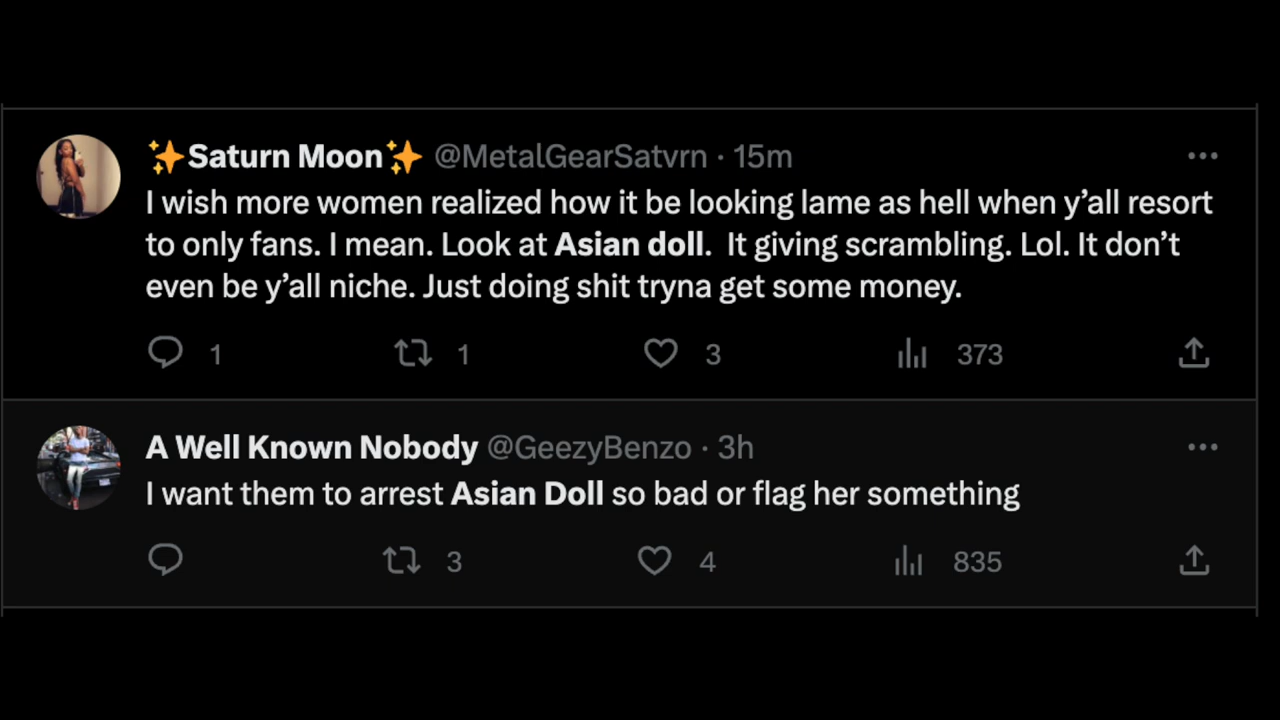 ✨Saturn Moon✨ @MetalGearSatvrn · 15m
I wish more women realized how it be looking lame as hell when y’all resort
to only fans. I mean. Look at Asian doll.  It giving scrambling. Lol. It don’t
even be y’all niche. Just doing shit tryna get some money.
1 1 3 373
A Well Known Nobody @GeezyBenzo · 3h
I want them to arrest Asian Doll so bad or flag her something
3 4 835